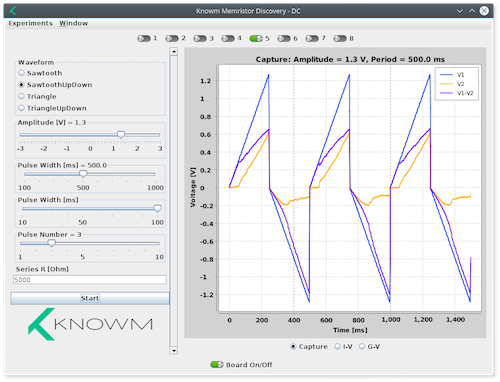 Knowm Memristor Discovery - DC
Experiments Window
1 2 3 4 5 6 7 8
Waveform
Sawtooth
SawtoothUpDown
Triangle
TriangleUpDown
Amplitude [V] = 1.3
-3 -2 -1 0 1 2 3
Pulse Width [ms] = 500.0
100 500 1000
Pulse Width [ms]
10 50 100
Pulse Number = 3
1 5 10
Series R [Ohm]
5000
Start
KNOWM
Capture: Amplitude = 1.3 V, Period = 500.0 ms
V1
V2
V1-V2
Voltage [V]
1.2
1.0
0.8
0.6
0.4
0.2
0
-0.2
-0.4
-0.6
-0.8
-1.0
-1.2
0 200 400 600 800 1,000 1,200 1,400
Time [ms]
Capture I-V G-V
Board On/Off